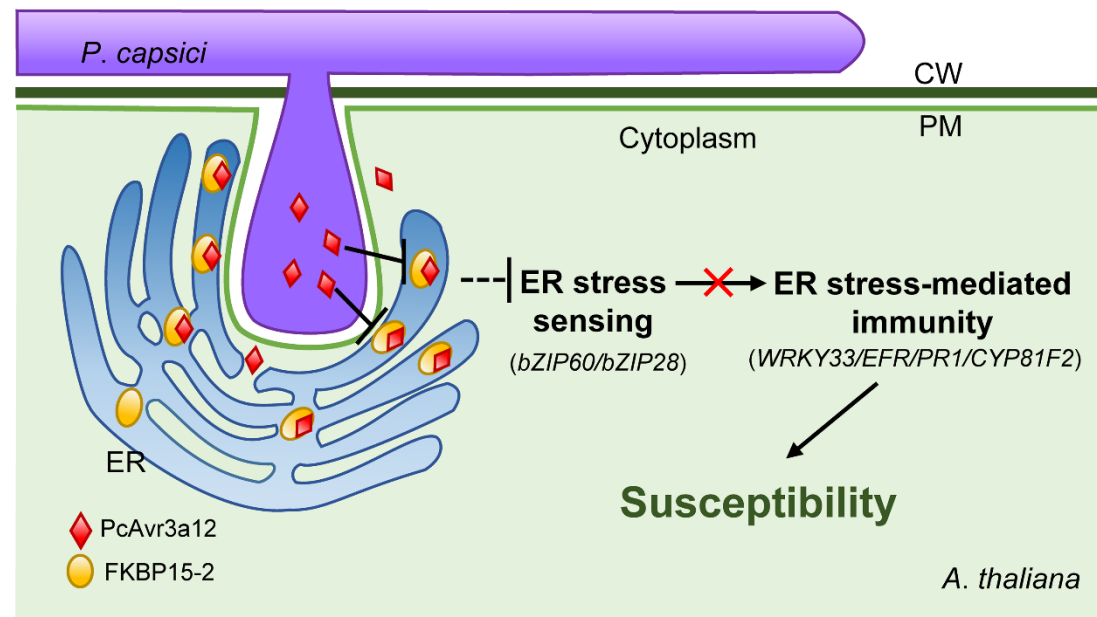 P. capsici
CW
PM
Cytoplasm
ER stress
sensing
(bZIP60/bZIP28)
ER stress-mediated
immunity
(WRKY33/EFR/PR1/CYP81F2)
ER
Susceptibility
PcAvr3a12
FKBP15-2
A. thaliana